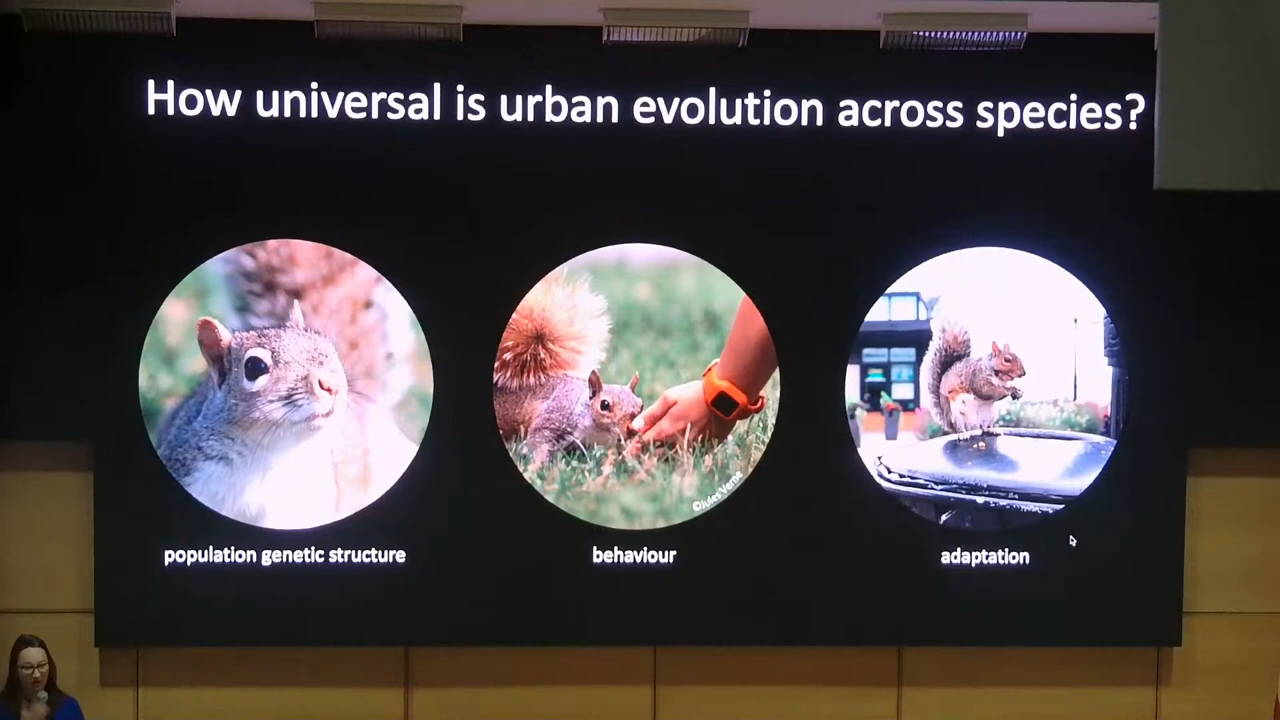 How universal is urban evolution across species?
©Jules Verne
population genetic structure
behaviour
adaptation